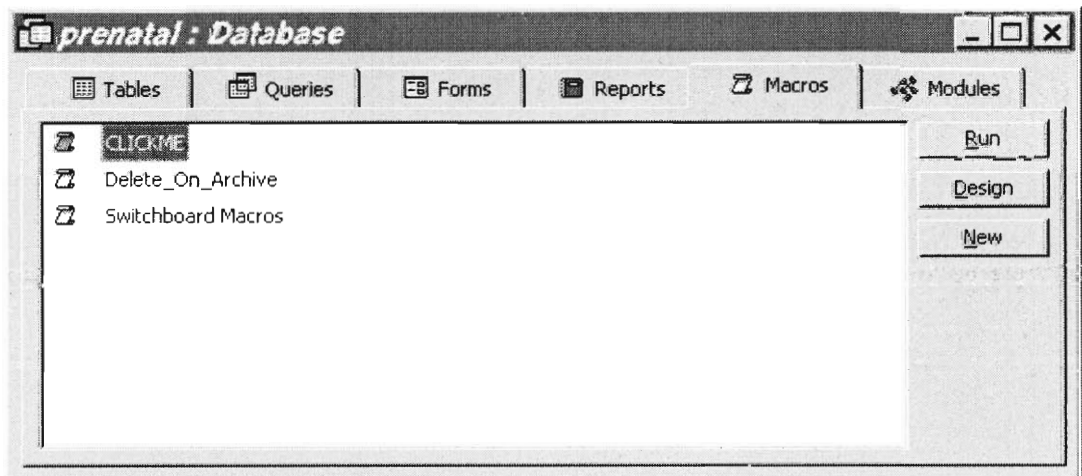 prenatal : Database
Tables Queries Forms Reports Macros Modules
CLICKME
Delete_On_Archive
Switchboard Macros
Run
Design
New